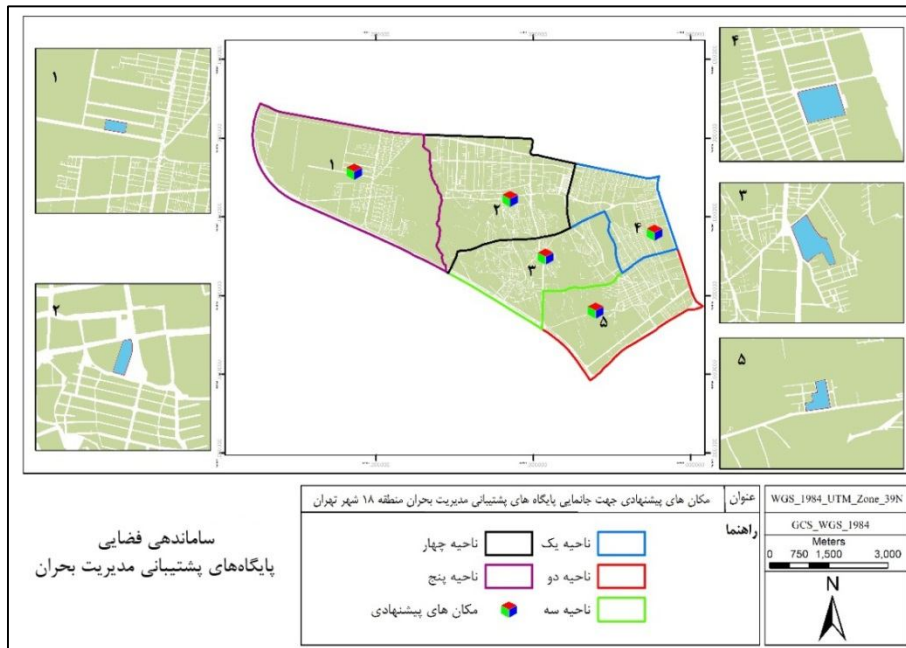 ۱
۲
۴
۳
۵
۱
۲
۳
۴
۵
ساماندهی فضایی
پایگاه‌های پشتیبانی مدیریت بحران
عنوان
مکان های پیشنهادی جهت جانمایی پایگاه های پشتیبانی مدیریت بحران منطقه ۱۸ شهر تهران
راهنما
ناحیه یک
ناحیه چهار
ناحیه دو
ناحیه پنج
ناحیه سه
مکان های پیشنهادی
WGS_1984_UTM_Zone_39N
GCS_WGS_1984
Meters
0 750 1,500 3,000
N